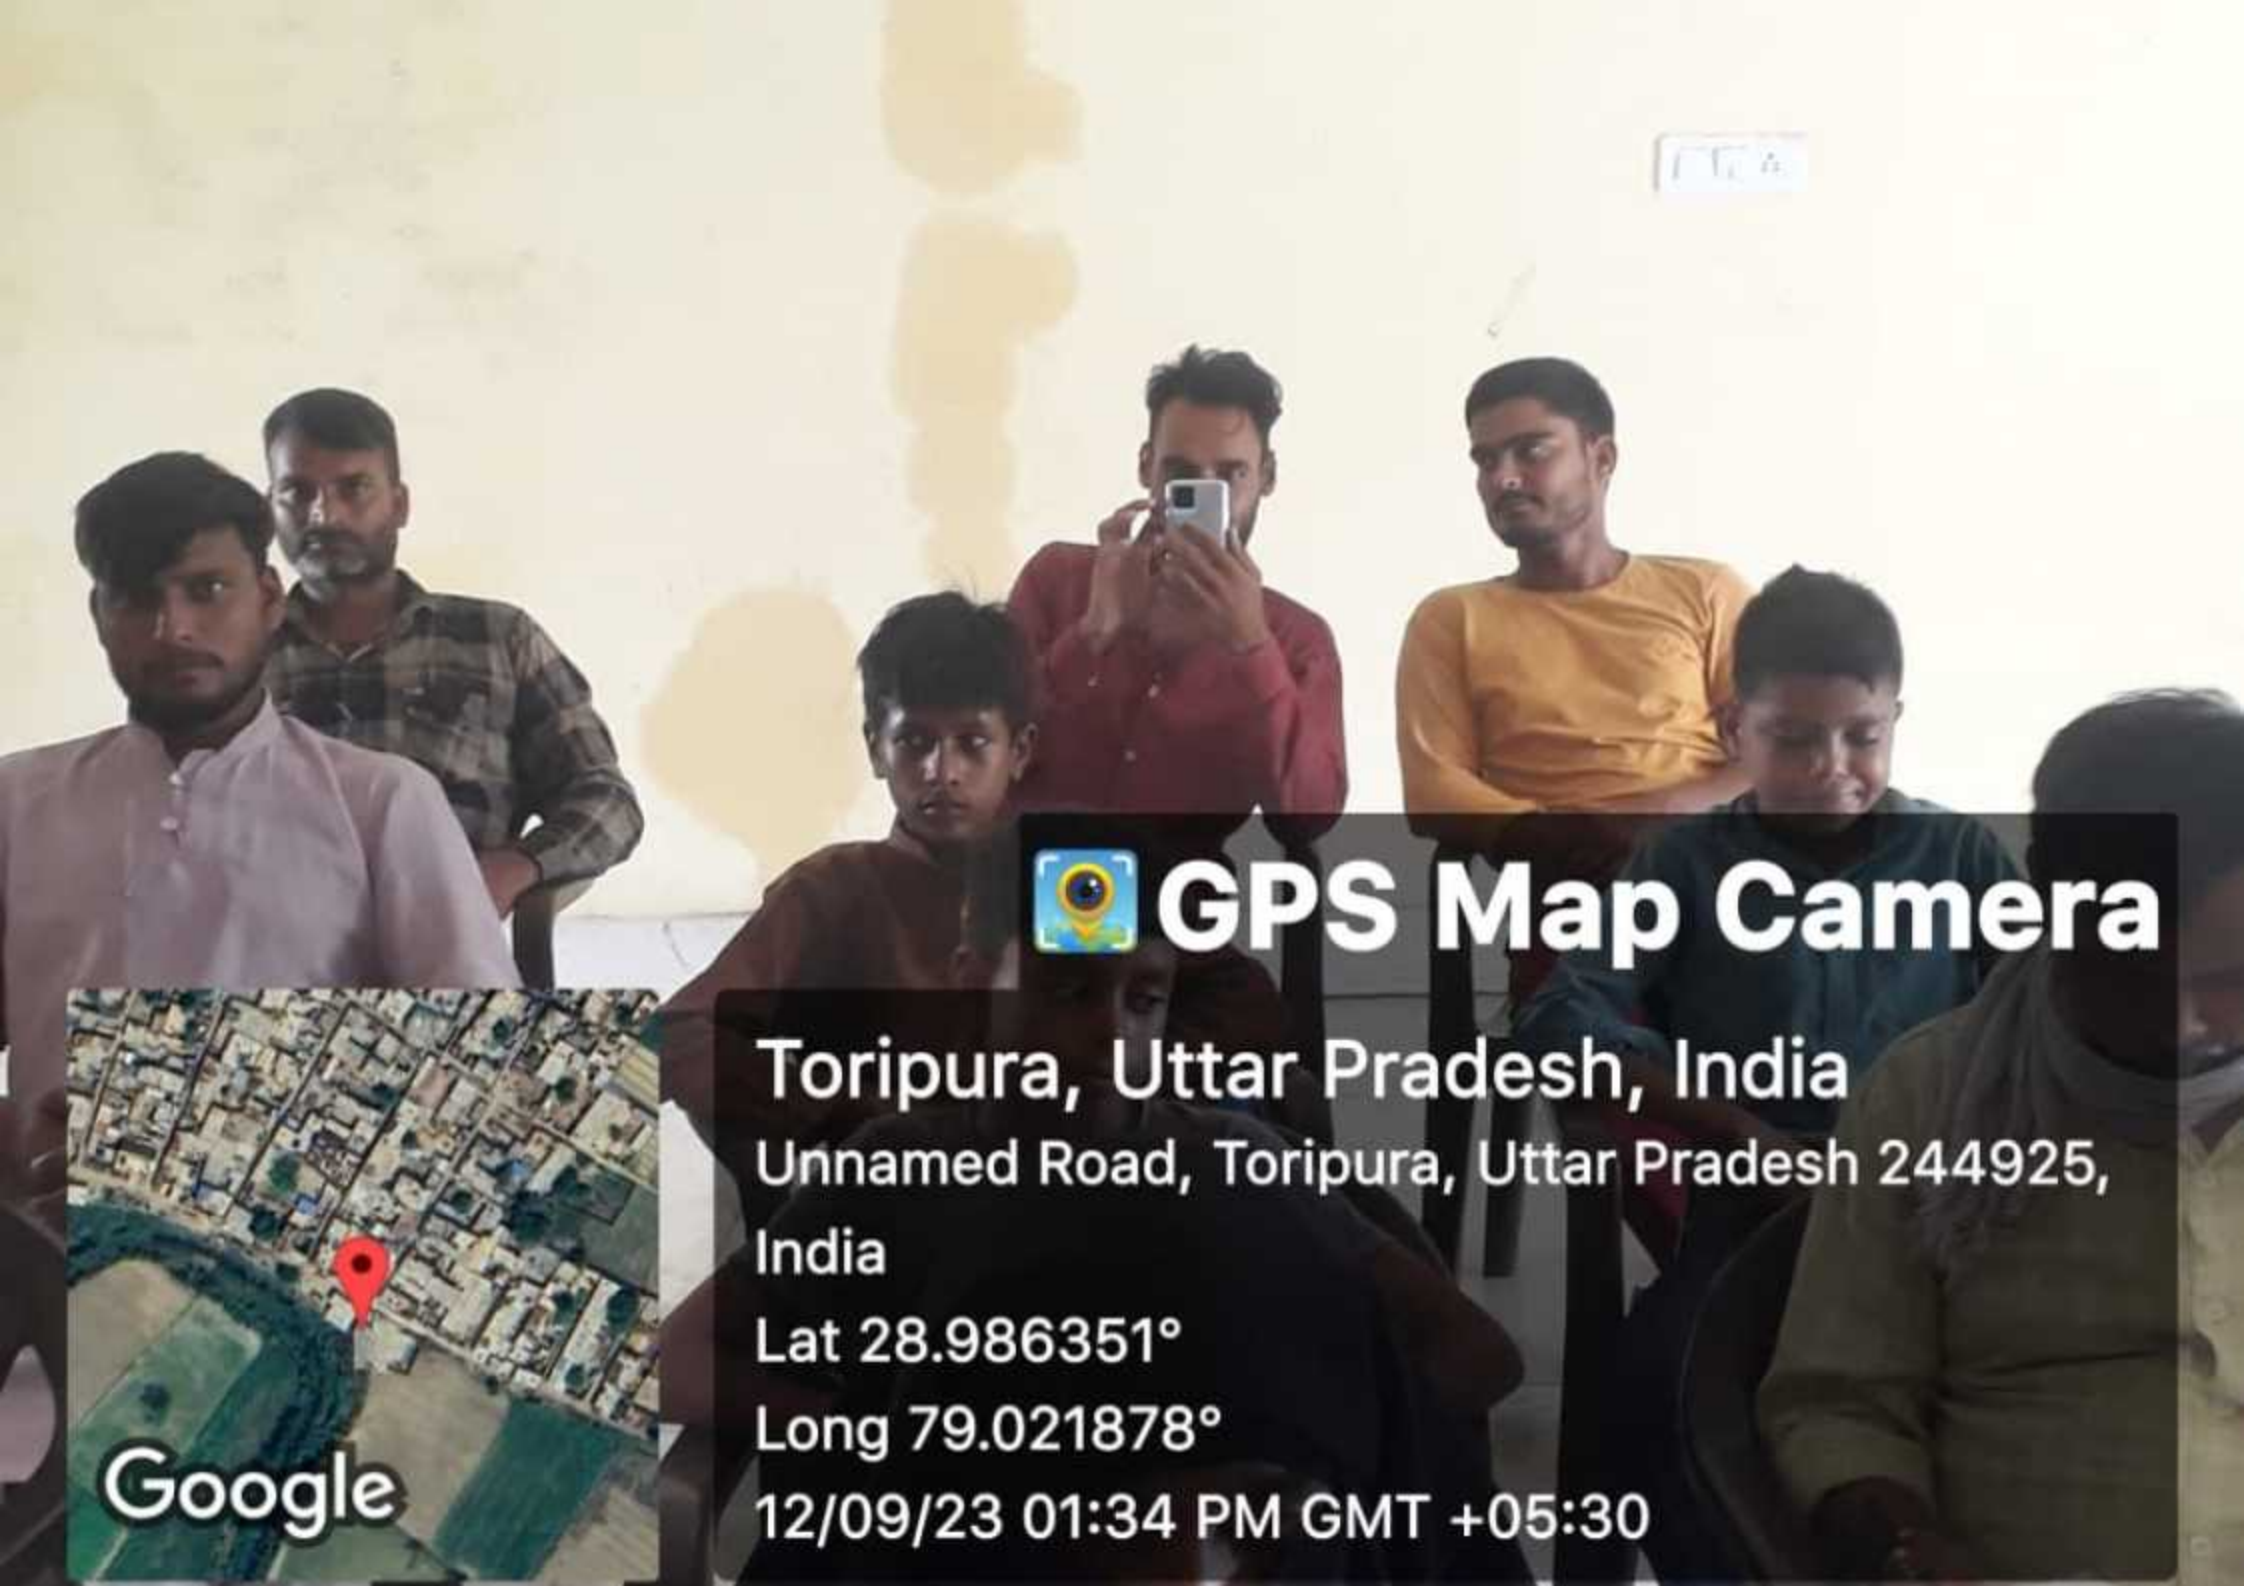 GPS Map Camera
Toripura, Uttar Pradesh, India
Unnamed Road, Toripura, Uttar Pradesh 244925,
India
Lat 28.986351°
Long 79.021878°
12/09/23 01:34 PM GMT +05:30
Google